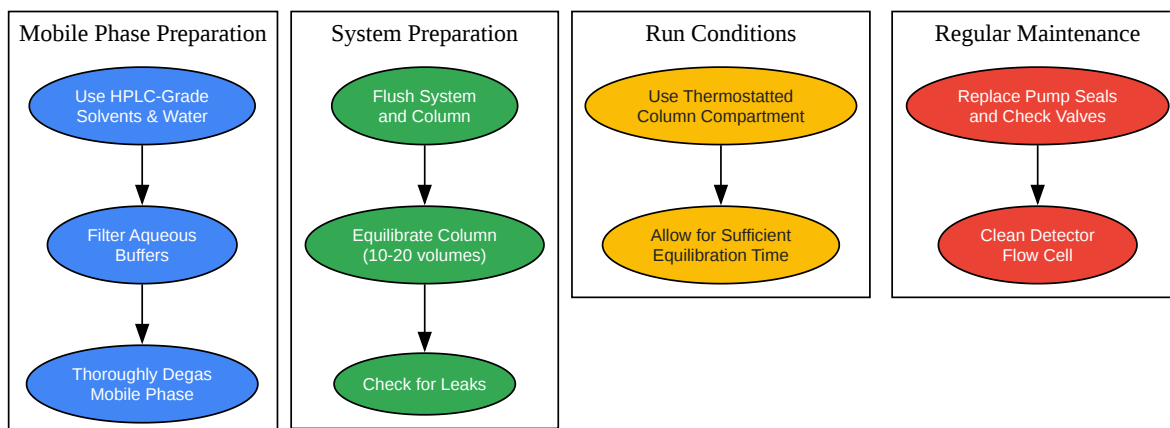 Mobile Phase Preparation
Use HPLC-Grade
Solvents & Water
Filter Aqueous
Buffers
Thoroughly Degas
Mobile Phase
System Preparation
Flush System
and Column
Equilibrate Column
(10-20 volumes)
Check for Leaks
Run Conditions
Use Thermostatted
Column Compartment
Allow for Sufficient
Equilibration Time
Regular Maintenance
Replace Pump Seals
and Check Valves
Clean Detector
Flow Cell